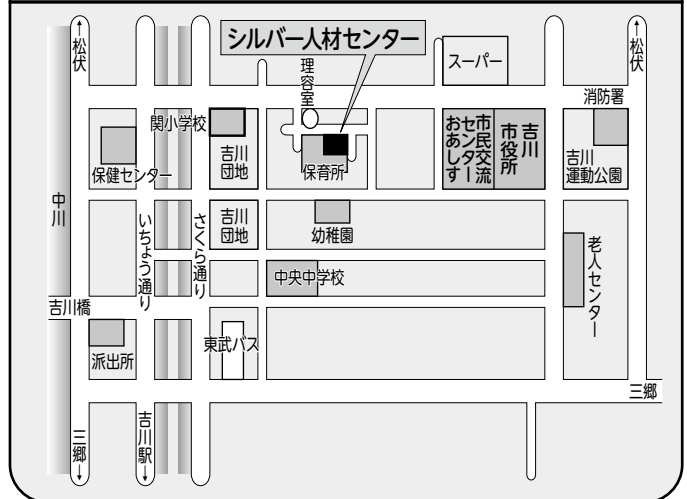 ↑松伏
シルバー人材センター
スーパー
↑松伏
理容室
消防署
関小学校
保健センター
吉川
団地
保育所
市民交流
センター
おあしす
吉川
市役所
吉川
運動公園
中川
いちょう通り
さくら通り
吉川
団地
幼稚園
老人センター
中央中学校
吉川橋
派出所
東武バス
三郷
三郷↓
吉川駅↓